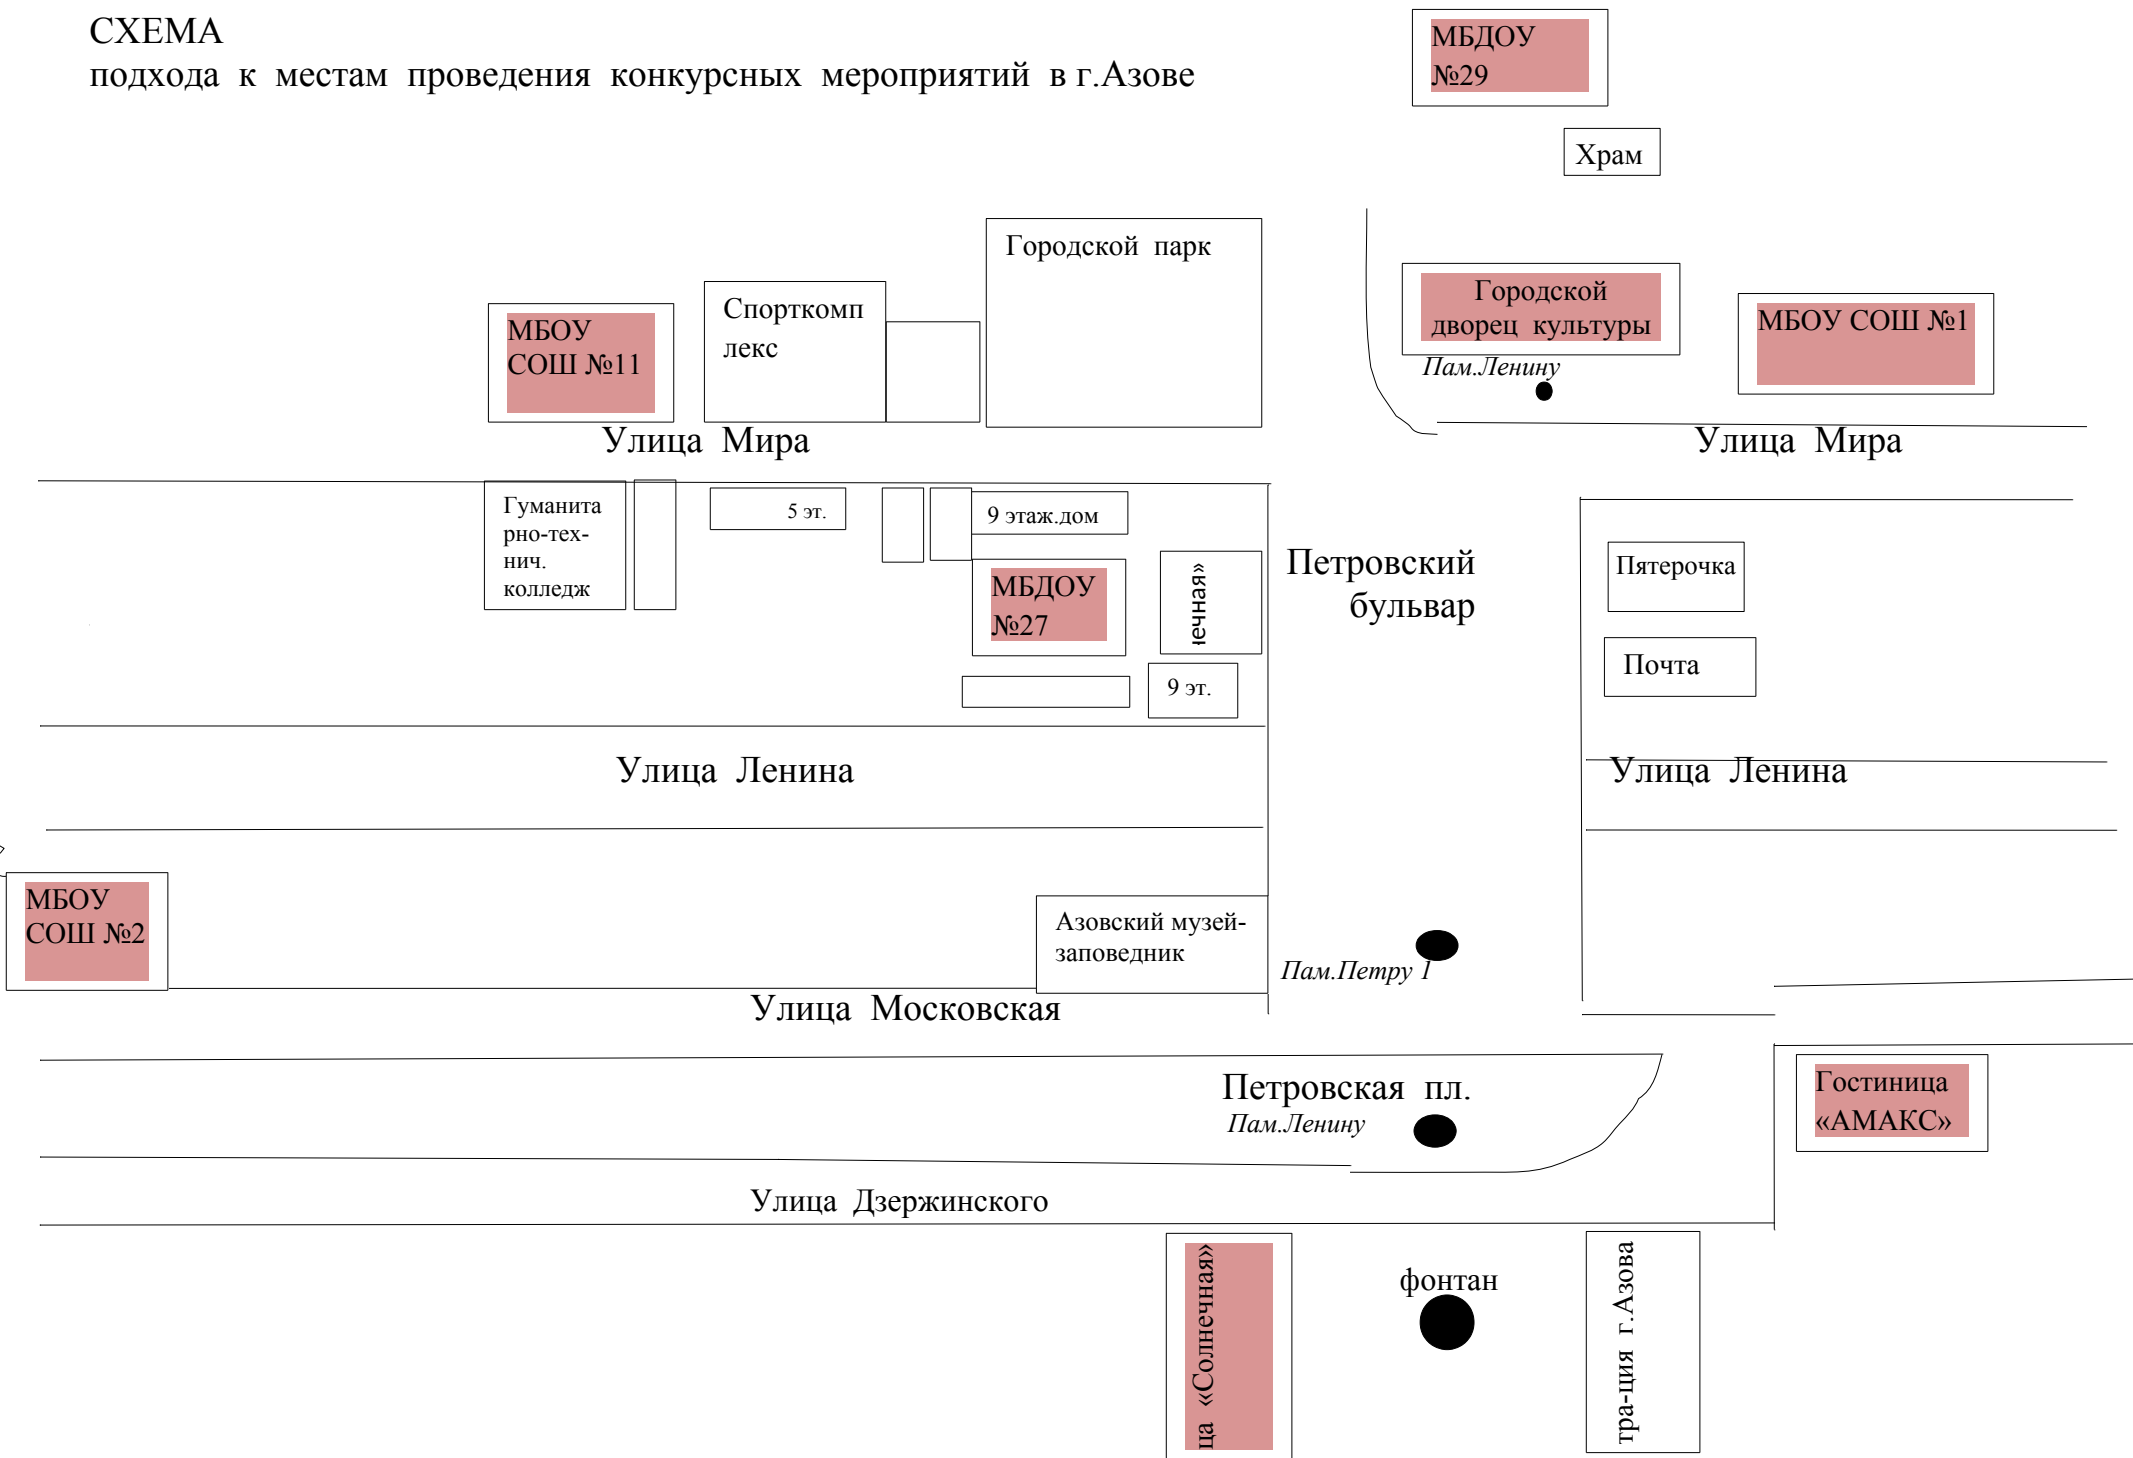 СХЕМА
подхода к местам проведения конкурсных мероприятий в г.Азове
МБДОУ
№29
Храм
Городской парк
Спорткомп
лекс
МБОУ
СОШ №11
Городской
дворец культуры
Пам.Ленину
МБОУ СОШ №1
Улица Мира
Улица Мира
Гуманита
рно-тех-
нич.
колледж
5 эт.
9 этаж.дом
МБДОУ
№27
ечная»
9 эт.
Петровский
бульвар
Пятерочка
Почта
Улица Ленина
Улица Ленина
МБОУ
СОШ №2
Азовский музей-
заповедник
Пам.Петру 1
Улица Московская
Петровская пл.
Пам.Ленину
Гостиница
«АМАКС»
Улица Дзержинского
ца «Солнечная»
фонтан
тра-ция г.Азова